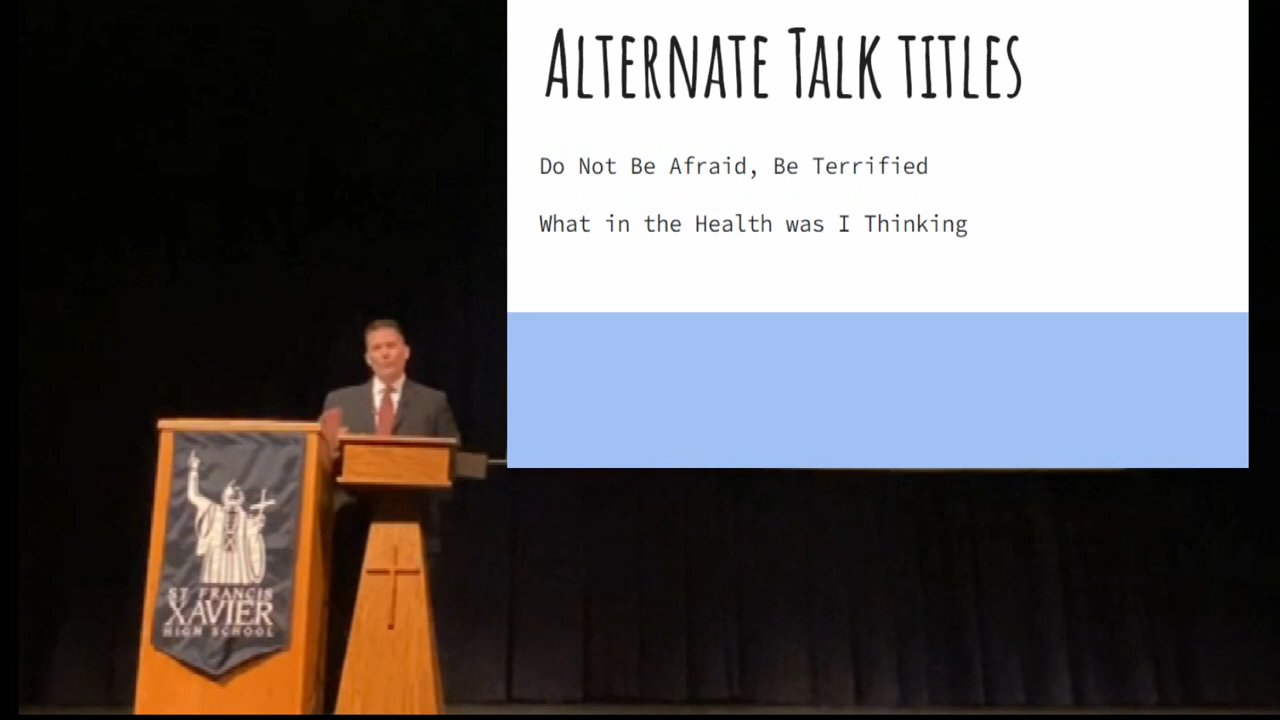 ALTERNATE TALK TITLES
Do Not Be Afraid, Be Terrified
What in the Health was I Thinking
ST FRANCIS
XAVIER
HIGH SCHOOL